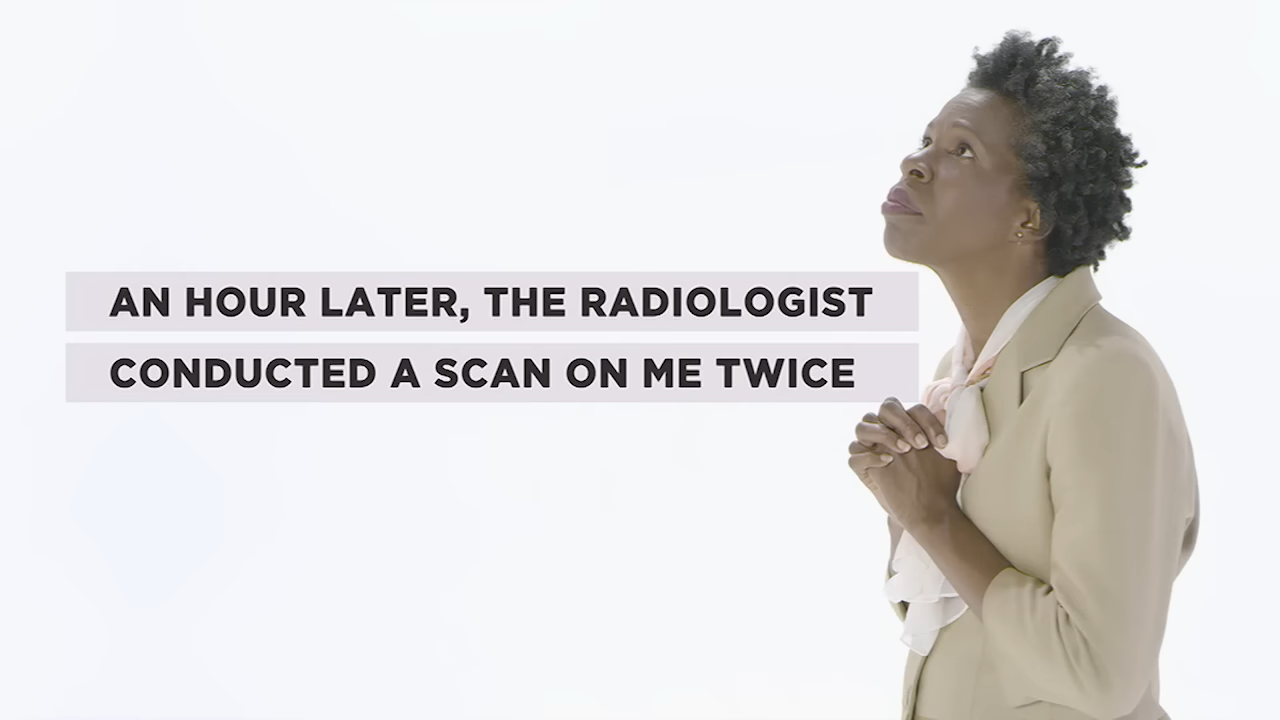 AN HOUR LATER, THE RADIOLOGIST
CONDUCTED A SCAN ON ME TWICE